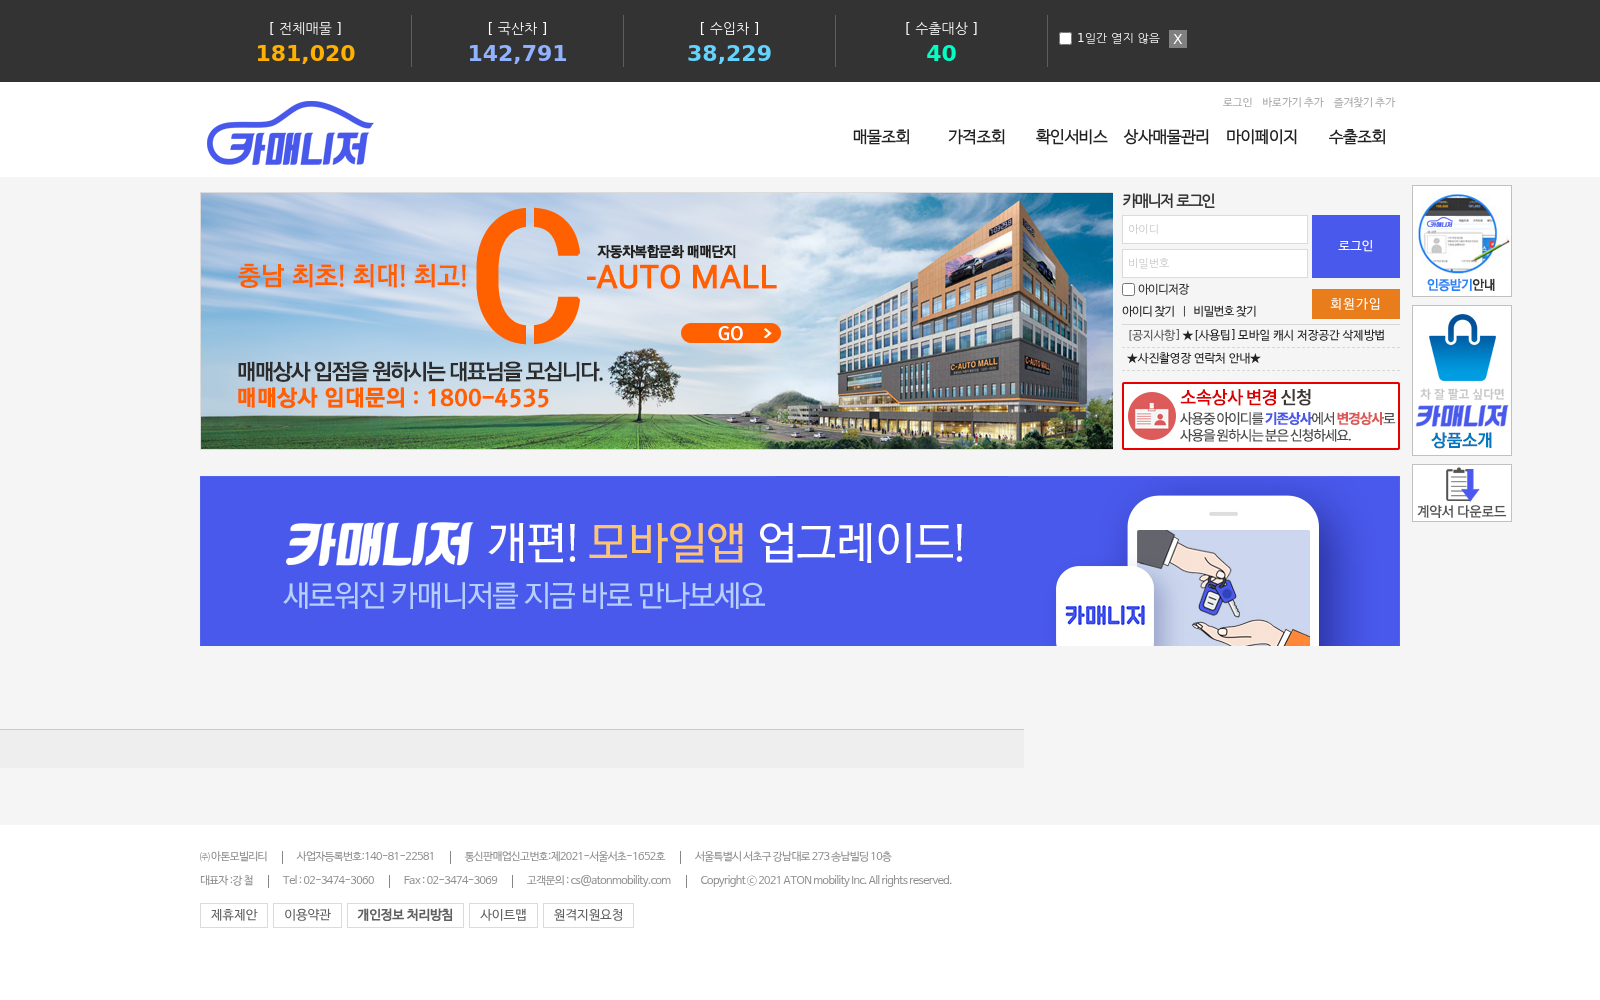 [ 전체매물 ]
181,020
[ 국산차 ]
142,791
[ 수입차 ]
38,229
[ 수출대상 ]
40
1일간 열지 않음 X
카매니저
로그인 바로가기 추가 즐겨찾기 추가
매물조회 가격조회 확인서비스 상사매물관리 마이페이지 수출조회
충남 최초! 최대! 최고!
C
자동차복합문화 매매단지
-AUTO MALL
GO
매매상사 입점을 원하시는 대표님을 모십니다.
매매상사 임대문의 : 1800-4535
C-AUTO MALL
C-AUTO MALL
카매니저 로그인
아이디
로그인
비밀번호
아이디저장
회원가입
아이디 찾기 | 비밀번호 찾기
[공지사항] ★[사용팁] 모바일 캐시 저장공간 삭제방법
★사진촬영장 연락처 안내★
소속상사 변경 신청
사용중 아이디를 기존상사에서 변경상사로
사용을 원하시는 분은 신청하세요.
인증받기안내
차 잘 팔고 싶다면
카매니저
상품소개
계약서 다운로드
카매니저 개편! 모바일앱 업그레이드!
새로워진 카매니저를 지금 바로 만나보세요
카매니저
㈜아톤모빌리티 사업자등록번호:140-81-22581 통신판매업신고번호:제2021-서울서초-1652호 서울특별시 서초구 강남대로 273 송남빌딩 10층
대표자 :강 철 Tel : 02-3474-3060 Fax : 02-3474-3069 고객문의 : cs@atonmobility.com Copyright ⓒ 2021 ATON mobility Inc. All rights reserved.
제휴제안 이용약관 개인정보 처리방침 사이트맵 원격지원요청